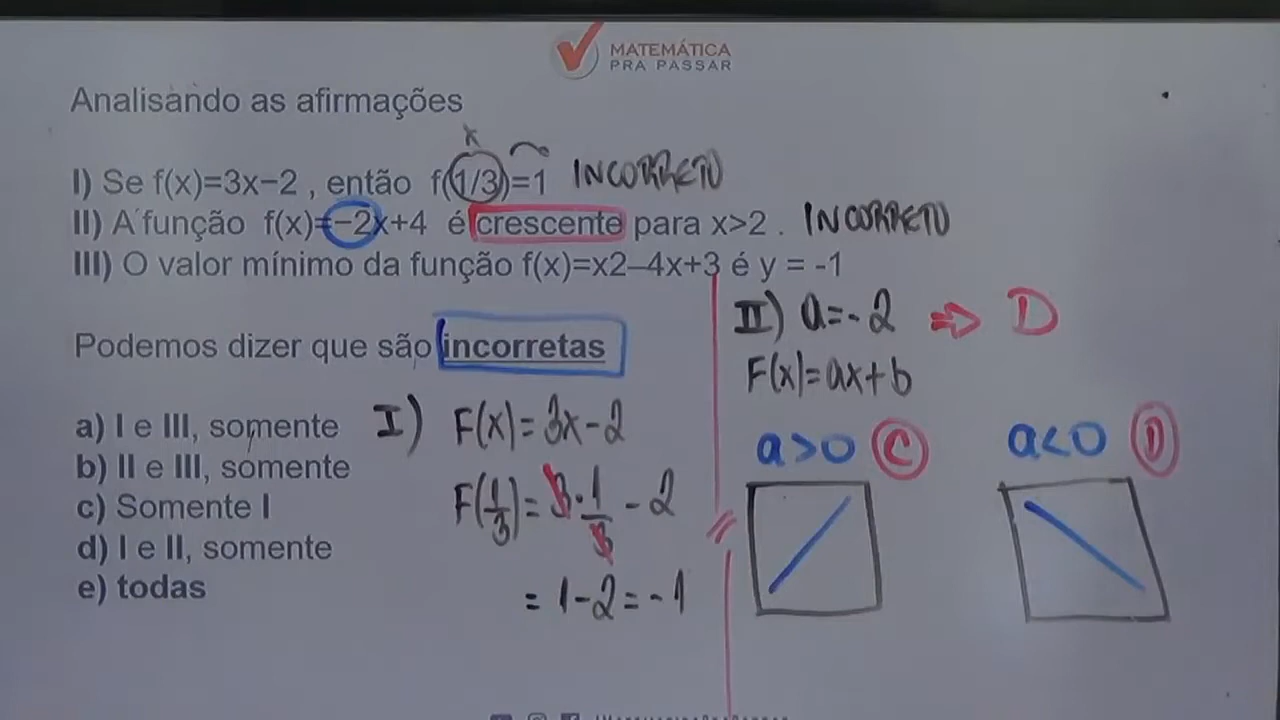 MATEMÁTICA
PRA PASSAR
Analisando as afirmações
x
I) Se f(x)=3x−2 , então f(1/3)=1 INCORRETO
II) A função f(x)=−2x+4 é crescente para x>2 . INCORRETO
III) O valor mínimo da função f(x)=x2–4x+3 é y = -1
Podemos dizer que são incorretas
a) I e III, somente
b) II e III, somente
c) Somente I
d) I e II, somente
e) todas
I) F(x)= 3x-2
F(1/3)= 3·1/3 - 2
= 1-2 = -1
II) a=-2 ⇒ D
F(x)=ax+b
a>0 C
a<0 D